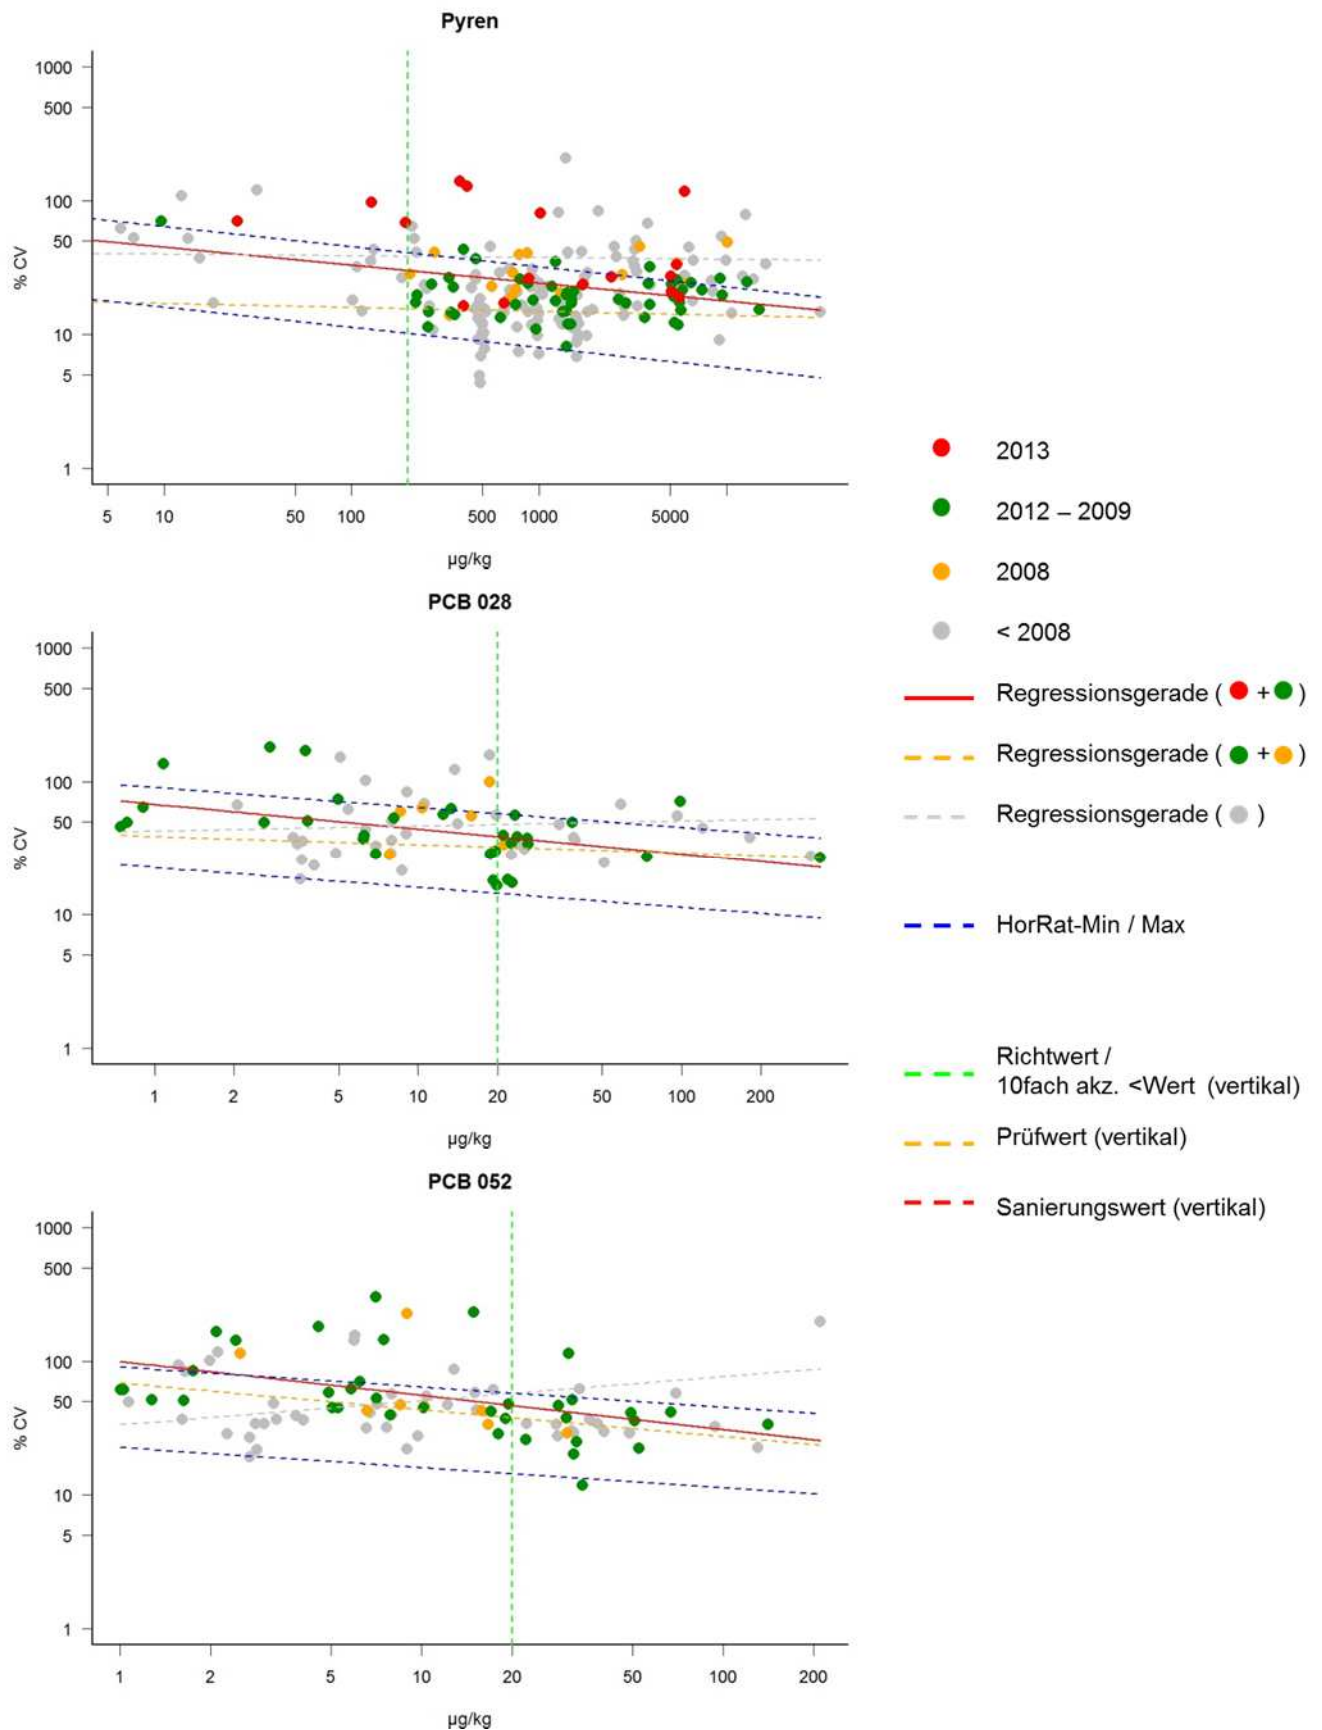 Pyren
1000
500
100
50
10
5
1
% CV
5 10 50 100 500 1000 5000
µg/kg
PCB 028
1000
500
100
50
10
5
1
% CV
1 2 5 10 20 50 100 200
µg/kg
PCB 052
1000
500
100
50
10
5
1
% CV
1 2 5 10 20 50 100 200
µg/kg
2013
2012 – 2009
2008
< 2008
Regressionsgerade ( + )
Regressionsgerade ( + )
Regressionsgerade ( )
HorRat-Min / Max
Richtwert /
10fach akz. <Wert (vertikal)
Prüfwert (vertikal)
Sanierungswert (vertikal)